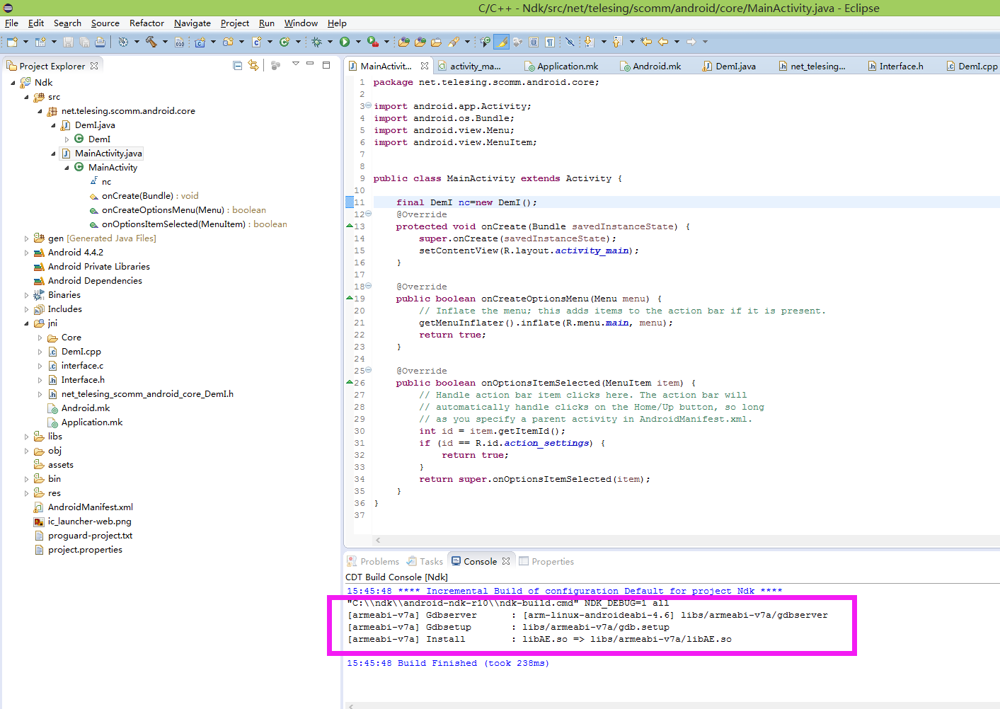 C/C++ - Ndk/src/net/telesing/scomm/android/core/MainActivity.java - Eclipse
File Edit Search Source Refactor Navigate Project Run Window Help
Project Explorer
Ndk
src
net.telesing.scomm.android.core
DemI.java
DemI
MainActivity.java
MainActivity
nc
onCreate(Bundle) : void
onCreateOptionsMenu(Menu) : boolean
onOptionsItemSelected(MenuItem) : boolean
gen [Generated Java Files]
Android 4.4.2
Android Private Libraries
Android Dependencies
Binaries
Includes
jni
Core
DemI.cpp
interface.c
Interface.h
net_telesing_scomm_android_core_DemI.h
Android.mk
Application.mk
libs
obj
assets
bin
res
AndroidManifest.xml
ic_launcher-web.png
proguard-project.txt
project.properties
MainActivit... activity_ma... Application.mk Android.mk DemI.java net_telesing... Interface.h DemI.cpp
1 package net.telesing.scomm.android.core;
2
3 import android.app.Activity;
4 import android.os.Bundle;
5 import android.view.Menu;
6 import android.view.MenuItem;
7
8
9 public class MainActivity extends Activity {
10
11 final DemI nc=new DemI();
12 @Override
13 protected void onCreate(Bundle savedInstanceState) {
14 super.onCreate(savedInstanceState);
15 setContentView(R.layout.activity_main);
16 }
17
18 @Override
19 public boolean onCreateOptionsMenu(Menu menu) {
20 // Inflate the menu; this adds items to the action bar if it is present.
21 getMenuInflater().inflate(R.menu.main, menu);
22 return true;
23 }
24
25 @Override
26 public boolean onOptionsItemSelected(MenuItem item) {
27 // Handle action bar item clicks here. The action bar will
28 // automatically handle clicks on the Home/Up button, so long
29 // as you specify a parent activity in AndroidManifest.xml.
30 int id = item.getItemId();
31 if (id == R.id.action_settings) {
32 return true;
33 }
34 return super.onOptionsItemSelected(item);
35 }
36 }
37
Problems Tasks Console Properties
CDT Build Console [Ndk]
15:45:48 **** Incremental Build of configuration Default for project Ndk ****
"C:\\ndk\\android-ndk-r10\\ndk-build.cmd" NDK_DEBUG=1 all
[armeabi-v7a] Gdbserver : [arm-linux-androideabi-4.6] libs/armeabi-v7a/gdbserver
[armeabi-v7a] Gdbsetup : libs/armeabi-v7a/gdb.setup
[armeabi-v7a] Install : libAE.so => libs/armeabi-v7a/libAE.so
15:45:48 Build Finished (took 238ms)